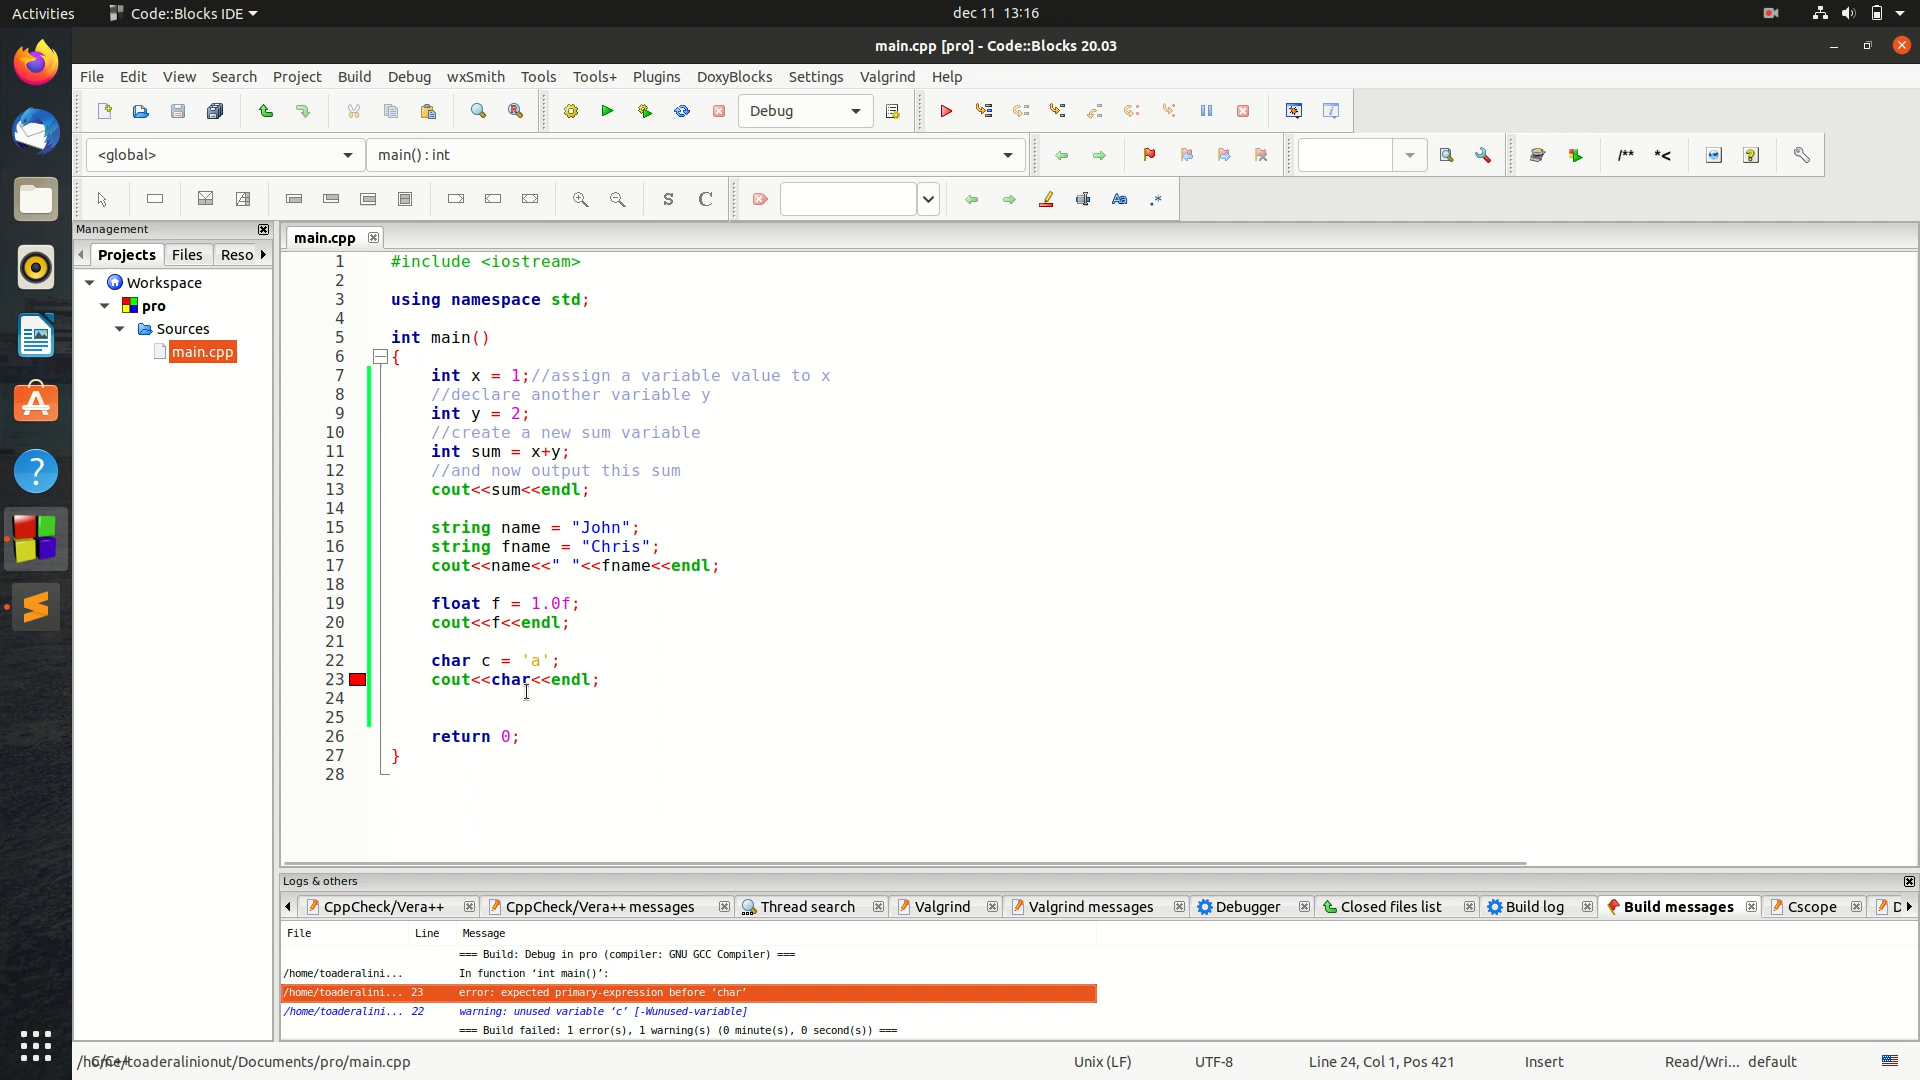 Activities Code::Blocks IDE dec 11 13:16
main.cpp [pro] - Code::Blocks 20.03
File Edit View Search Project Build Debug wxSmith Tools Tools+ Plugins DoxyBlocks Settings Valgrind Help
Debug
<global> main() : int /** *<
S C Aa .*
Management
Projects Files Reso
Workspace
pro
Sources
main.cpp
main.cpp
1 #include <iostream>
2
3 using namespace std;
4
5 int main()
6 {
7 int x = 1;//assign a variable value to x
8 //declare another variable y
9 int y = 2;
10 //create a new sum variable
11 int sum = x+y;
12 //and now output this sum
13 cout<<sum<<endl;
14
15 string name = "John";
16 string fname = "Chris";
17 cout<<name<<" "<<fname<<endl;
18
19 float f = 1.0f;
20 cout<<f<<endl;
21
22 char c = 'a';
23 cout<<char<<endl;
24
25
26 return 0;
27 }
28
Logs & others
CppCheck/Vera++ CppCheck/Vera++ messages Thread search Valgrind Valgrind messages Debugger Closed files list Build log Build messages Cscope
File Line Message
=== Build: Debug in pro (compiler: GNU GCC Compiler) ===
/home/toaderalini... In function ‘int main()’:
/home/toaderalini... 23 error: expected primary-expression before ‘char’
/home/toaderalini... 22 warning: unused variable ‘c’ [-Wunused-variable]
=== Build failed: 1 error(s), 1 warning(s) (0 minute(s), 0 second(s)) ===
toaderalinionut/Documents/pro/main.cpp Unix (LF) UTF-8 Line 24, Col 1, Pos 421 Insert Read/Wri... default